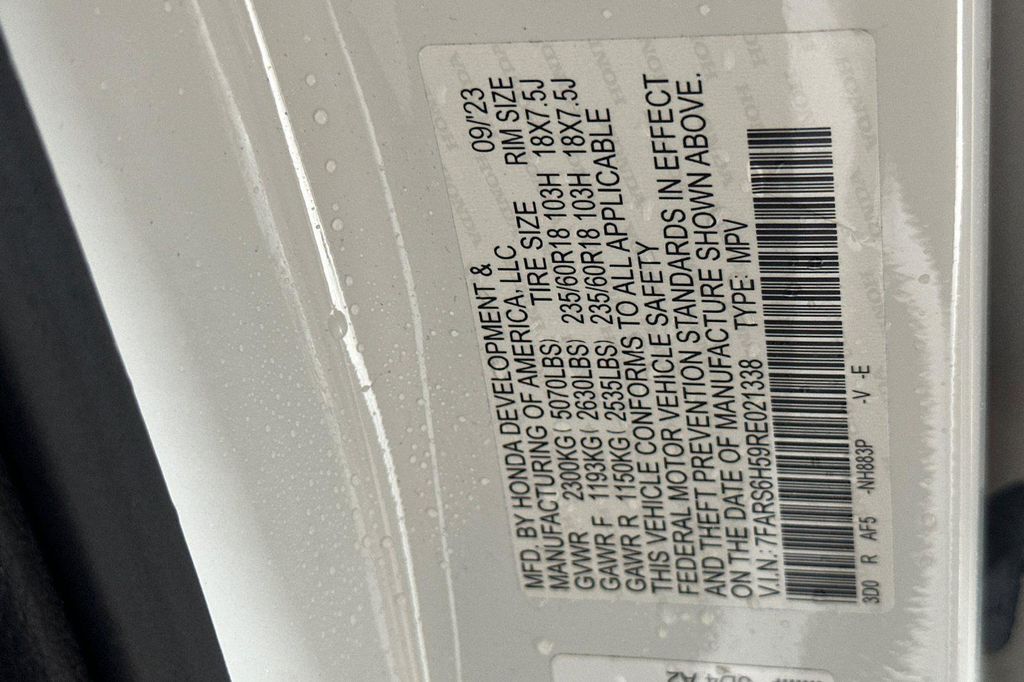 MFD. BY HONDA DEVELOPMENT & 09/'23
MANUFACTURING OF AMERICA, LLC TIRE SIZE RIM SIZE
GVWR 2300KG( 5070LBS) 235/60R18 103H 18X7.5J
GAWR F 1193KG( 2630LBS) 235/60R18 103H 18X7.5J
GAWR R 1150KG( 2535LBS)
THIS VEHICLE CONFORMS TO ALL APPLICABLE
FEDERAL MOTOR VEHICLE SAFETY
AND THEFT PREVENTION STANDARDS IN EFFECT
ON THE DATE OF MANUFACTURE SHOWN ABOVE.
V.I.N.: 7FARS6H59RE021338 TYPE: MPV
3D0 R AF5 -NH883P -V -E
HONDA